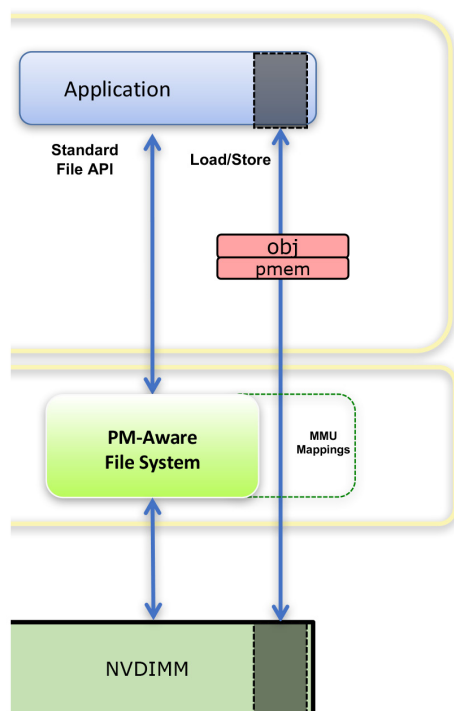 Application
Standard
File API
Load/Store
obj
pmem
PM-Aware
File System
MMU
Mappings
NVDIMM